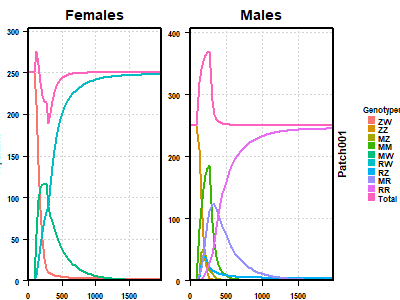 Females
Males
300
250
200
150
100
50
0
0
500
1000
1500
400
300
200
100
0
0
500
1000
1500
Patch001
Genotypes
ZW
ZZ
MZ
MM
MW
RW
RZ
MR
RR
Total